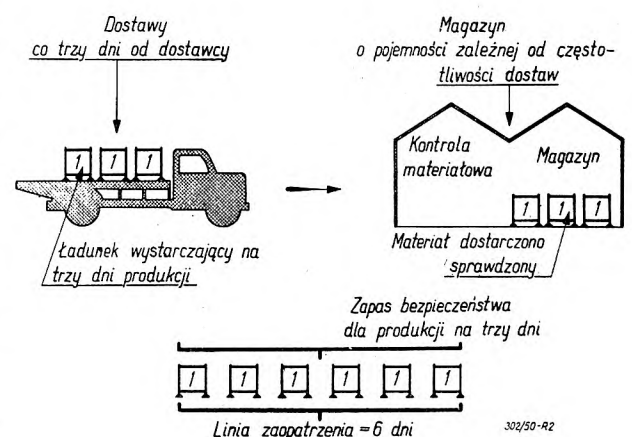 Dostawy
co trzy dni od dostawcy
Magazyn
o pojemności zależnej od często-
tliwości dostaw
1 1 1
Kontrola
materiałowa
Magazyn
1 1 1
Ładunek wystarczający na
trzy dni produkcji
Materiał dostarczono
sprawdzony
Zapas bezpieczeństwa
dla produkcji na trzy dni
1 1 1 1 1 1
Linia zaopatrzenia = 6 dni
302/50-R2